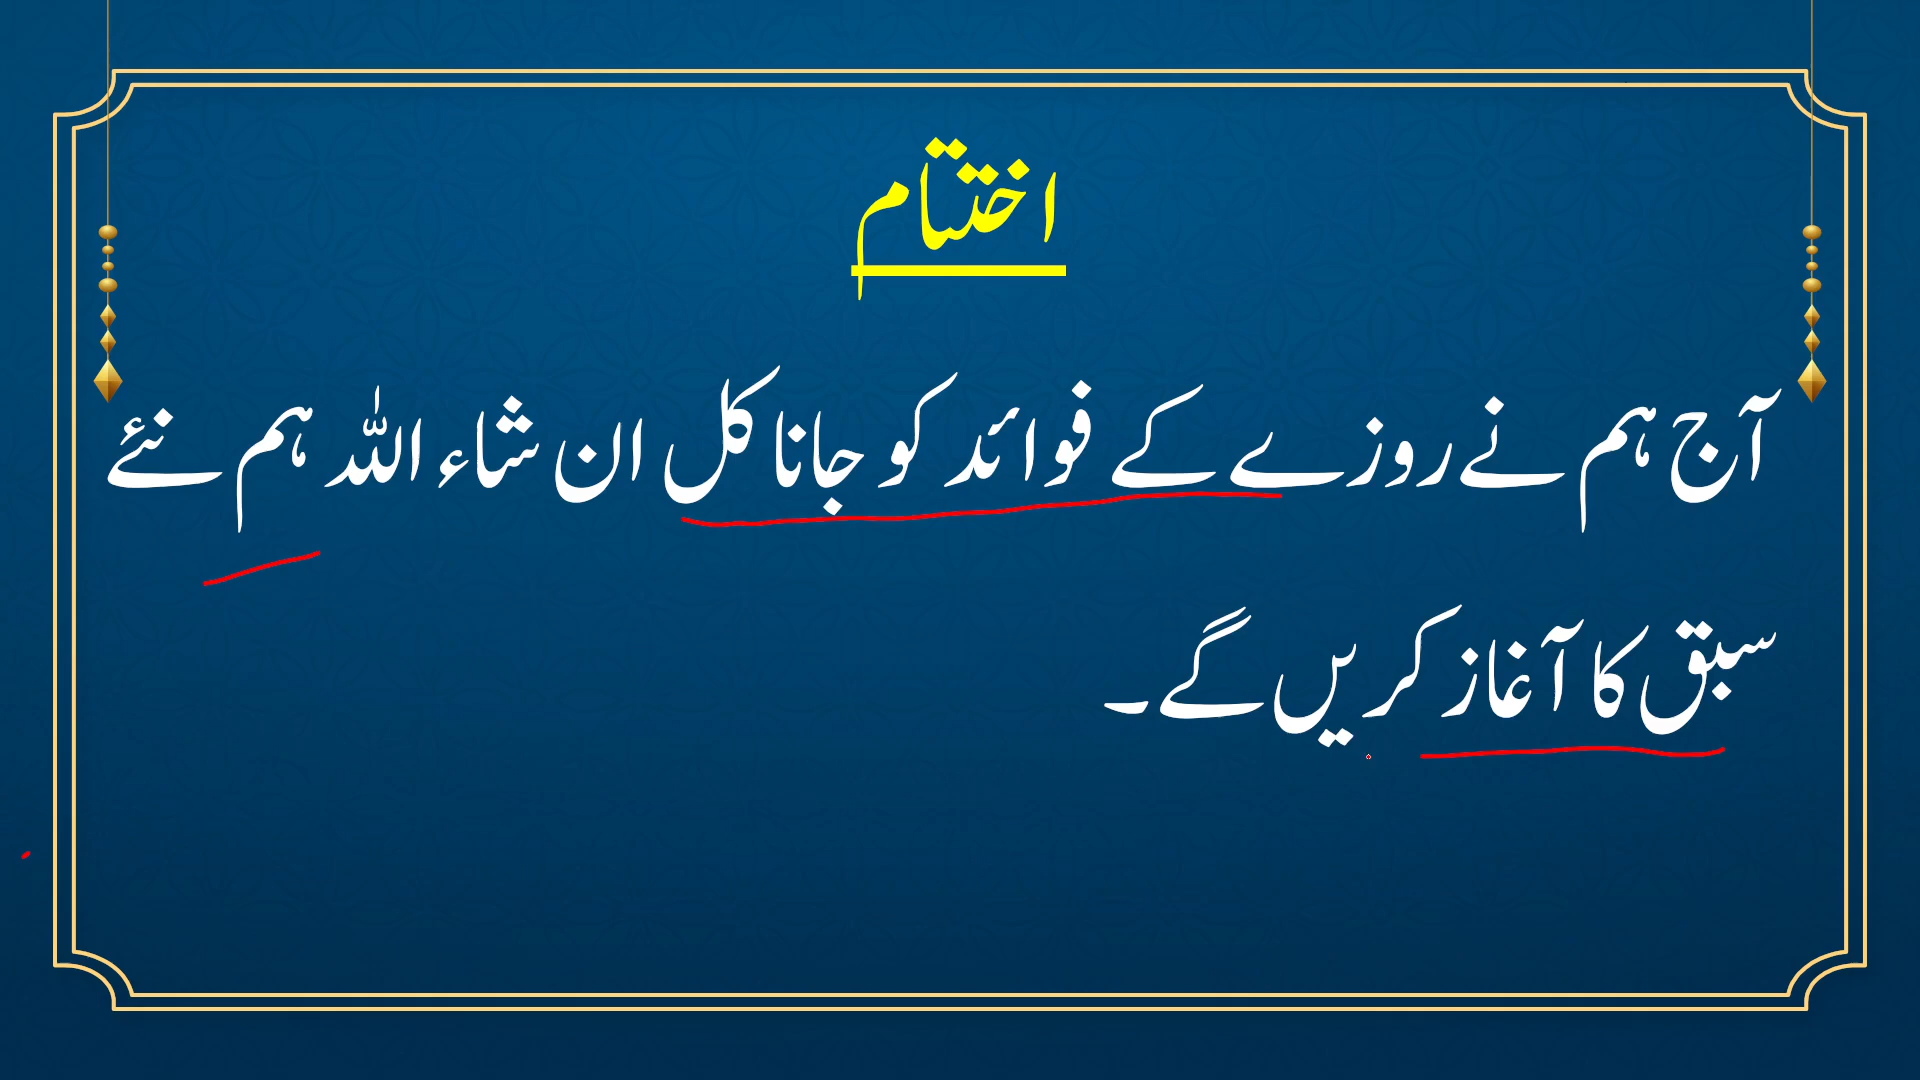 اختتام
آج ہم نے روزے کے فوائد کو جانا کل ان شاء اللہ ہم نئے
سبق کا آغاز کریں گے۔